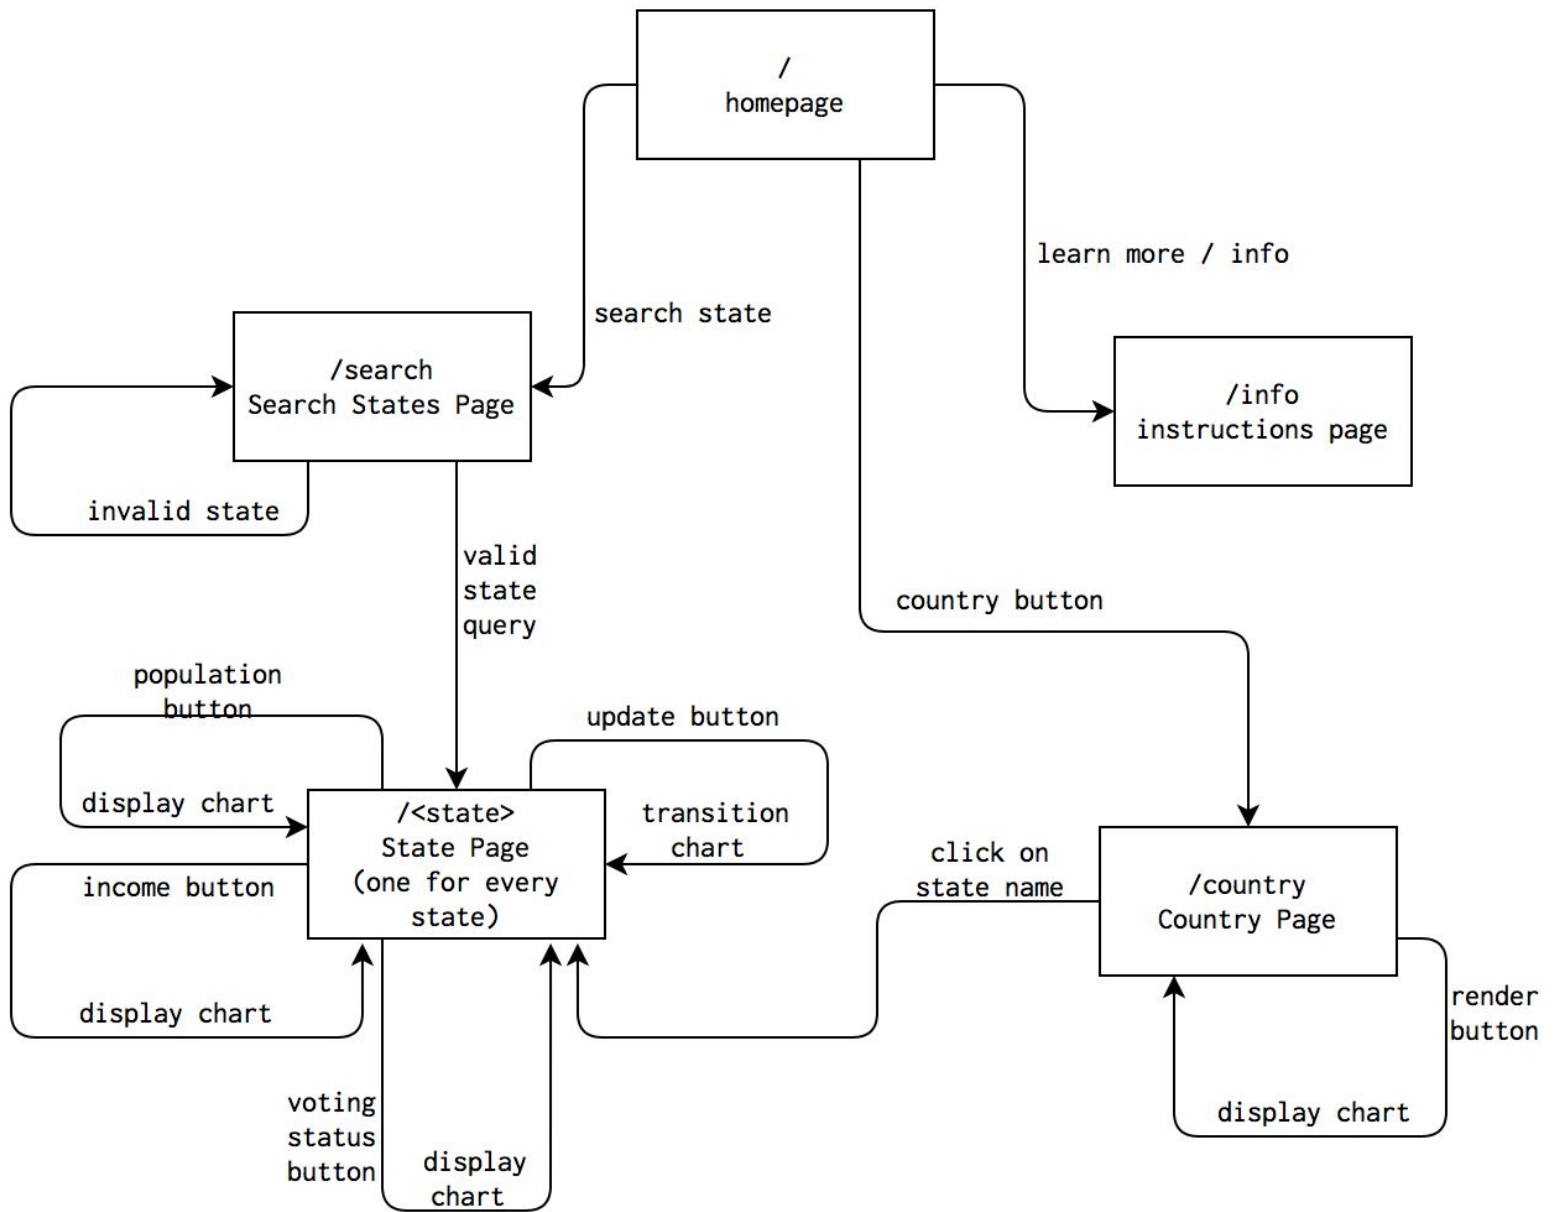 /
homepage
learn more / info
search state
/info
instructions page
/search
Search States Page
invalid state
valid
state
query
country button
population
button
display chart
update button
transition
chart
/<state>
State Page
(one for every
state)
income button
display chart
click on
state name
/country
Country Page
render
button
display chart
voting
status
button
display
chart